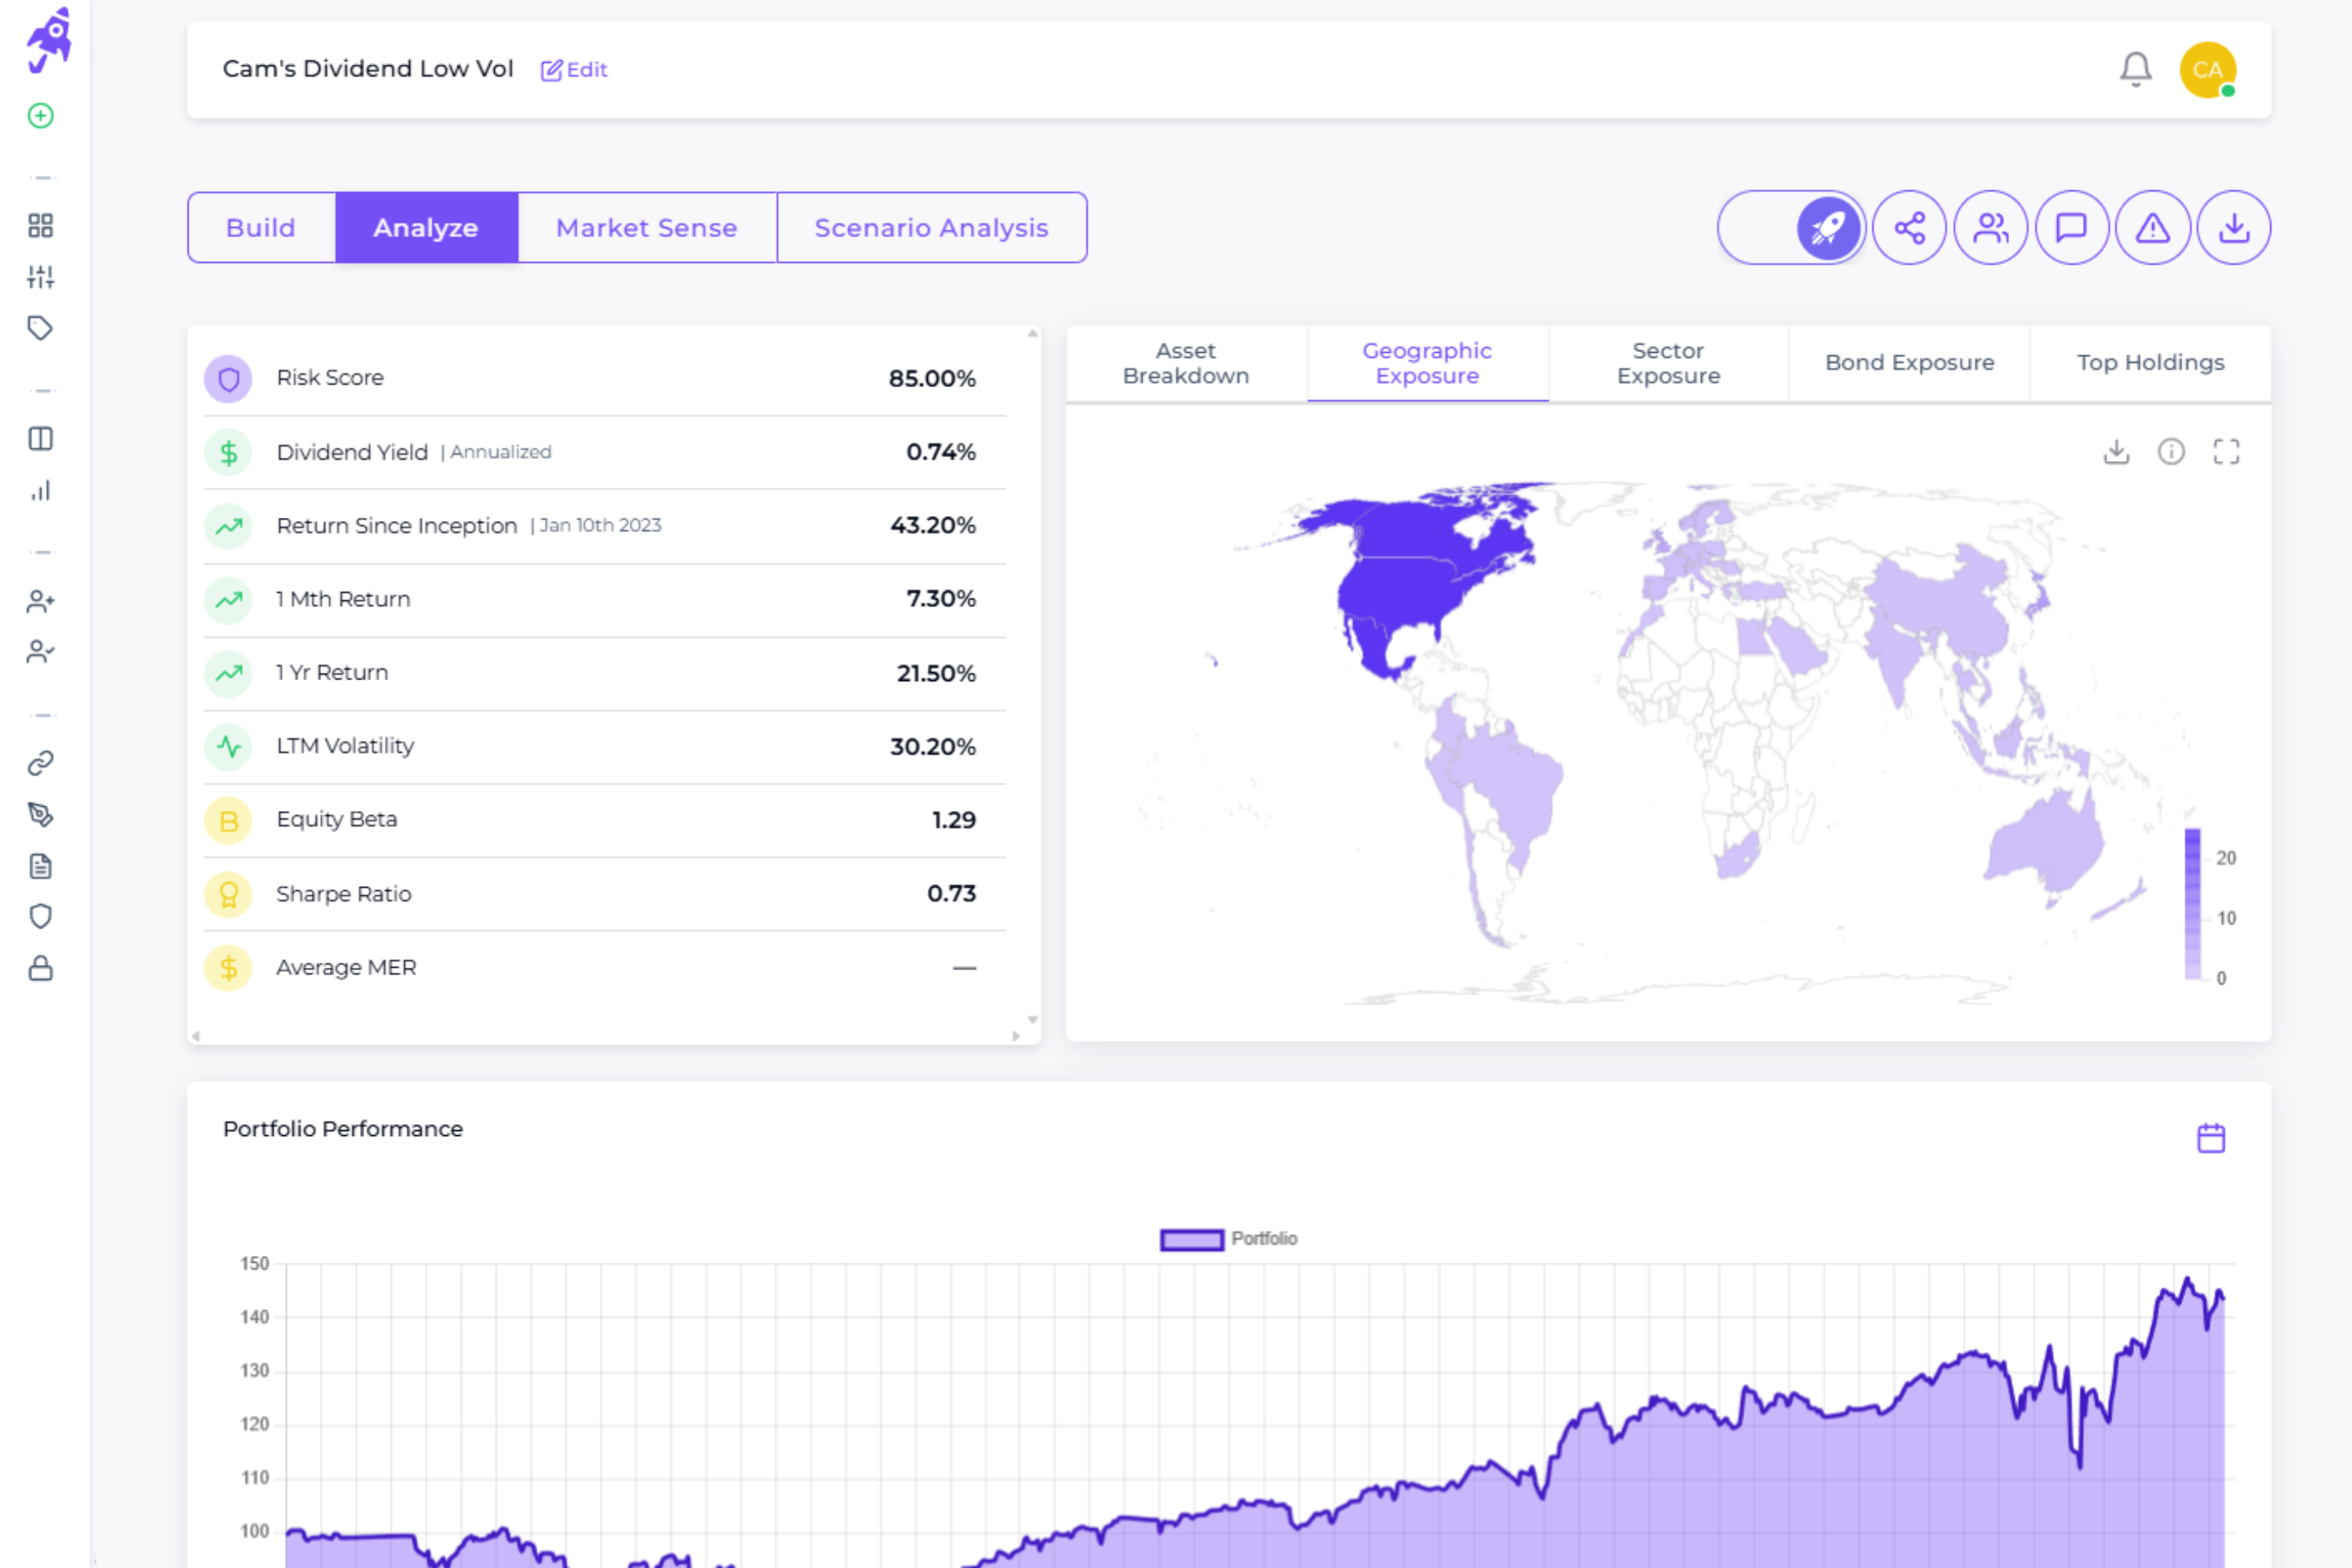 Cam's Dividend Low Vol
Edit
CA
Build
Analyze
Market Sense
Scenario Analysis
Risk Score 85.00%
Dividend Yield | Annualized 0.74%
Return Since Inception | Jan 10th 2023 43.20%
1 Mth Return 7.30%
1 Yr Return 21.50%
LTM Volatility 30.20%
B Equity Beta 1.29
Sharpe Ratio 0.73
Average MER —
Asset
Breakdown
Geographic
Exposure
Sector
Exposure
Bond Exposure
Top Holdings
20
10
0
Portfolio Performance
Portfolio
150
140
130
120
110
100